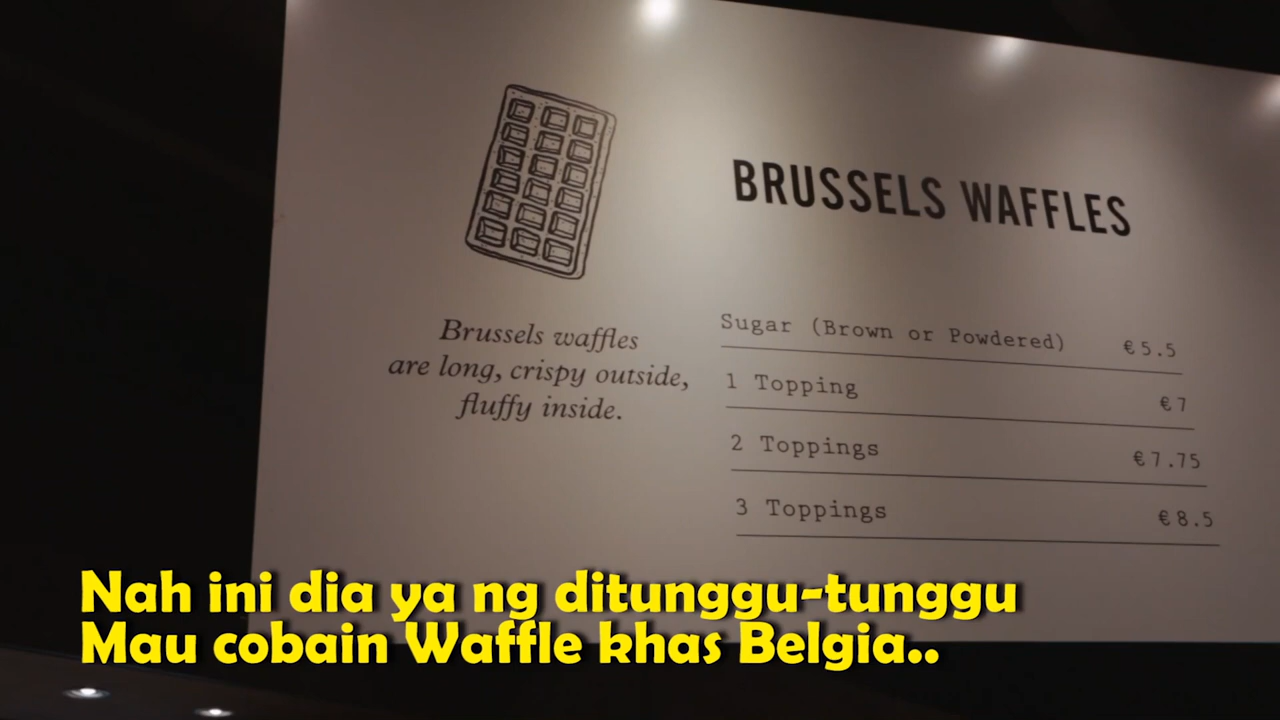 BRUSSELS WAFFLES
Brussels waffles
are long, crispy outside,
fluffy inside.
Sugar (Brown or Powdered) €5.5
1 Topping €7
2 Toppings €7.75
3 Toppings €8.5
Nah ini dia ya ng ditunggu-tunggu
Mau cobain Waffle khas Belgia..